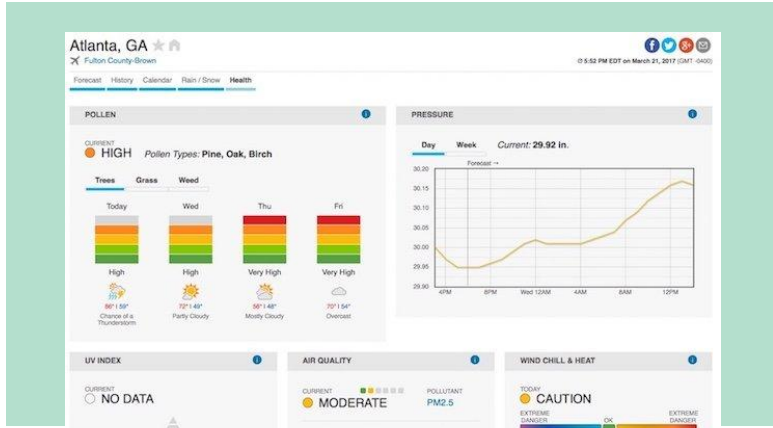 Atlanta, GA
Fulton County-Brown
5:52 PM EDT on March 21, 2017 (GMT -0400)
Forecast History Calendar Rain / Snow Health
POLLEN
CURRENT
HIGH Pollen Types: Pine, Oak, Birch
Trees Grass Weed
Today Wed Thu Fri
High High Very High Very High
72° | 49° 70° | 54°
Chance of a Thunderstorm
Partly Cloudy
Mostly Cloudy
Overcast
PRESSURE
Day Week Current: 29.92 in.
Forecast →
30.20
30.15
30.10
30.05
30.00
29.95
29.90
4PM 8PM Wed 12AM 4AM 8AM 12PM
UV INDEX
CURRENT
NO DATA
AIR QUALITY
CURRENT POLLUTANT
MODERATE PM2.5
WIND CHILL & HEAT
TODAY
CAUTION
EXTREME DANGER
OK
EXTREME DANGER